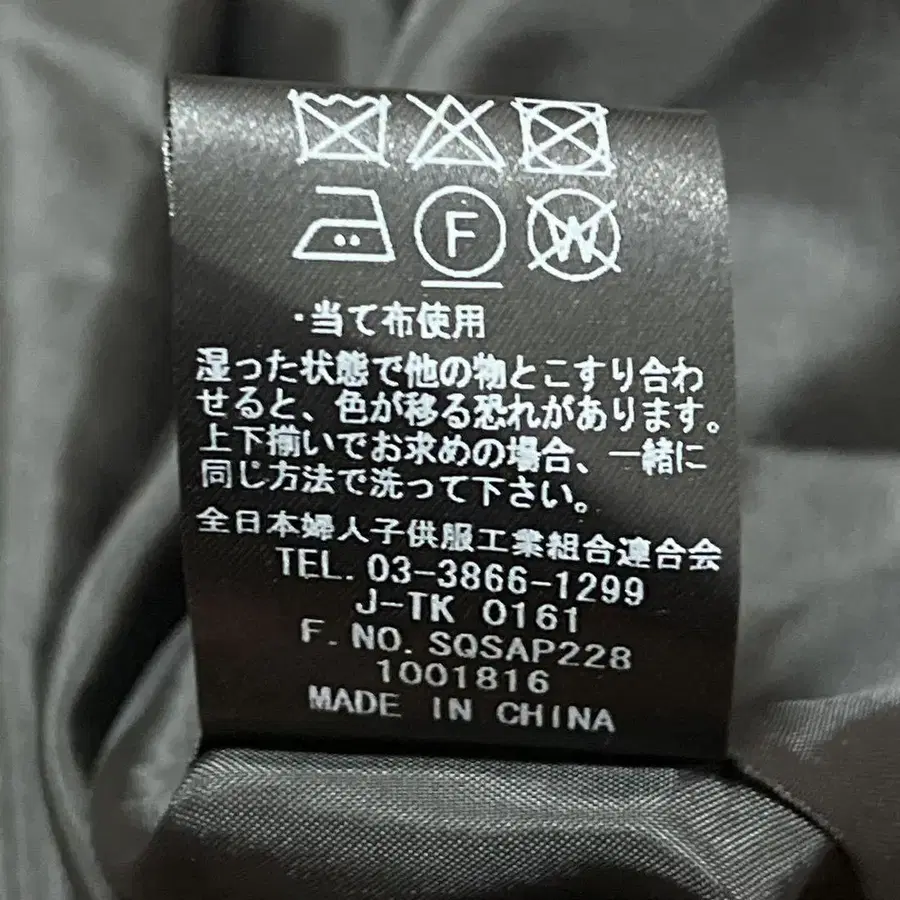 F W
・当て布使用
湿った状態で他の物とこすり合わ
せると、色が移る恐れがあります。
上下揃いでお求めの場合、一緒に
同じ方法で洗って下さい。
全日本婦人子供服工業組合連合会
TEL. 03-3866-1299
J-TK 0161
F. NO. SQSAP228
1001816
MADE IN CHINA